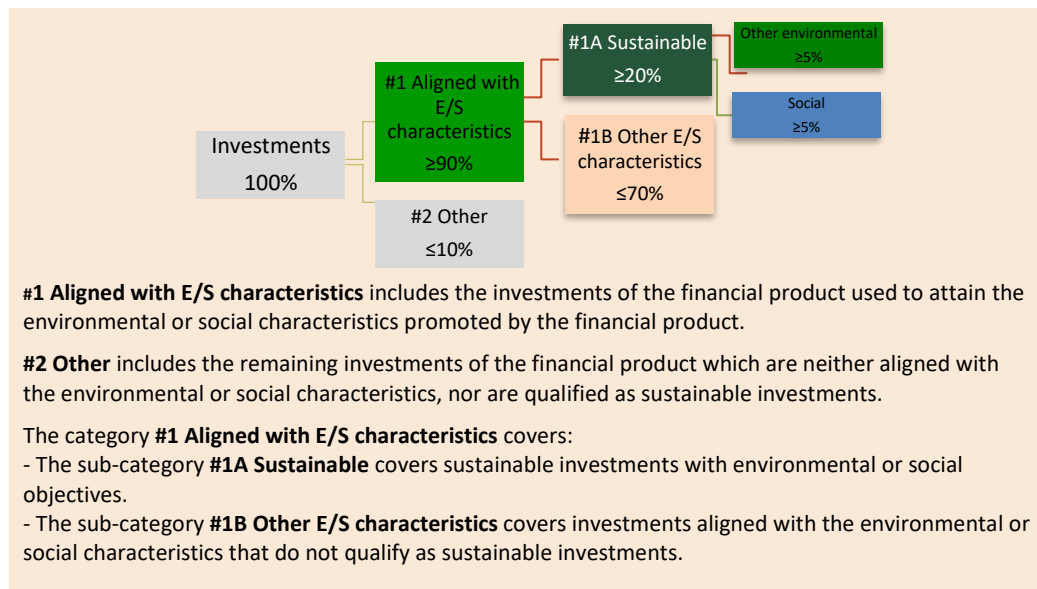 #1A Sustainable
≥20%
Other environmental
≥5%
#1 Aligned with
E/S
characteristics
≥90%
Social
≥5%
Investments
100%
#1B Other E/S
characteristics
≤70%
#2 Other
≤10%
#1 Aligned with E/S characteristics includes the investments of the financial product used to attain the
environmental or social characteristics promoted by the financial product.
#2 Other includes the remaining investments of the financial product which are neither aligned with
the environmental or social characteristics, nor are qualified as sustainable investments.
The category #1 Aligned with E/S characteristics covers:
- The sub-category #1A Sustainable covers sustainable investments with environmental or social
objectives.
- The sub-category #1B Other E/S characteristics covers investments aligned with the environmental or
social characteristics that do not qualify as sustainable investments.